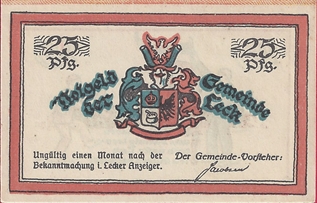 25 Pfg. 25 Pfg.
Notgeld Gemeinde
der Leck
Ungültig einen Monat nach der
Bekanntmachung i. Lecker Anzeiger.
Der Gemeinde-Vorsteher: